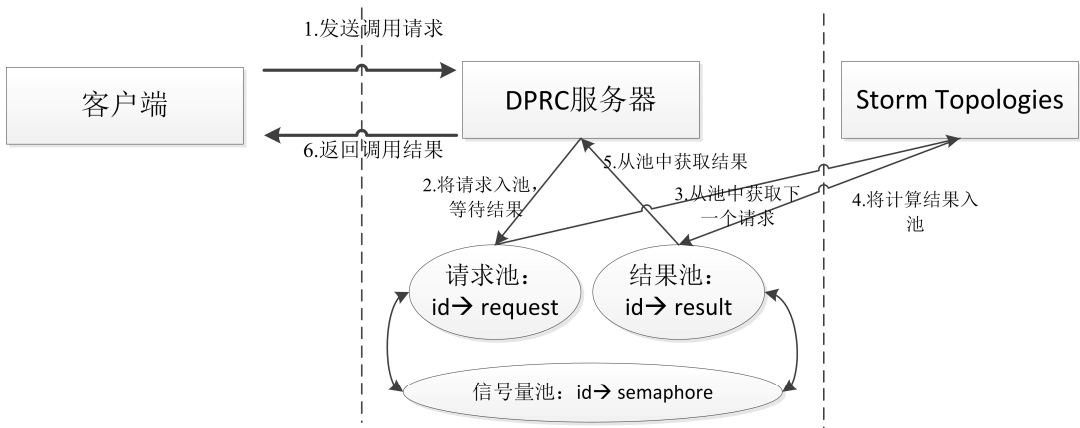 1.发送调用请求
客户端
DPRC服务器
Storm Topologies
6.返回调用结果
5.从池中获取结果
2.将请求入池，
等待结果
3.从池中获取下
一个请求
4.将计算结果入
池
请求池：
id→ request
结果池：
id→ result
信号量池：id→ semaphore